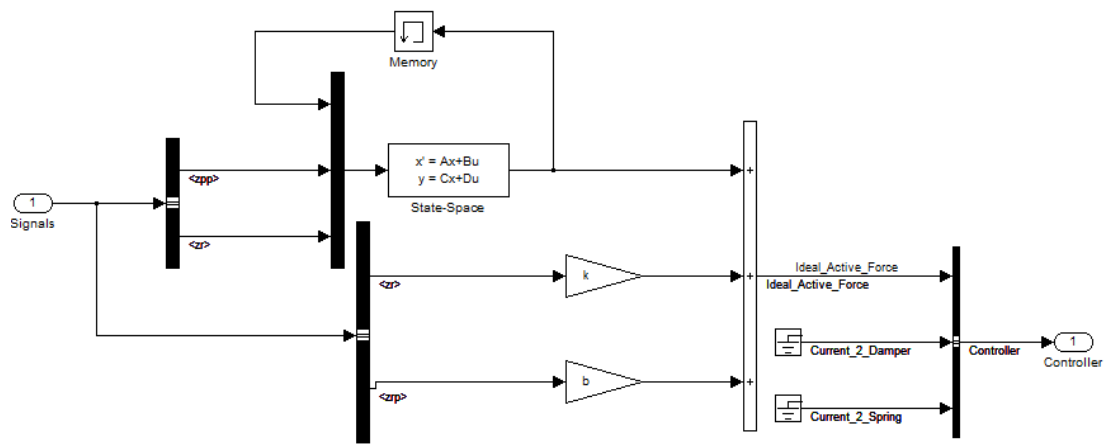 Memory
x' = Ax+Bu
y = Cx+Du
State-Space
<zpp>
1
Signals
<zr>
<zr>
k
Ideal_Active_Force
Ideal_Active_Force
Current_2_Damper
Controller
1
Controller
<zrp>
b
Current_2_Spring
+
+
+